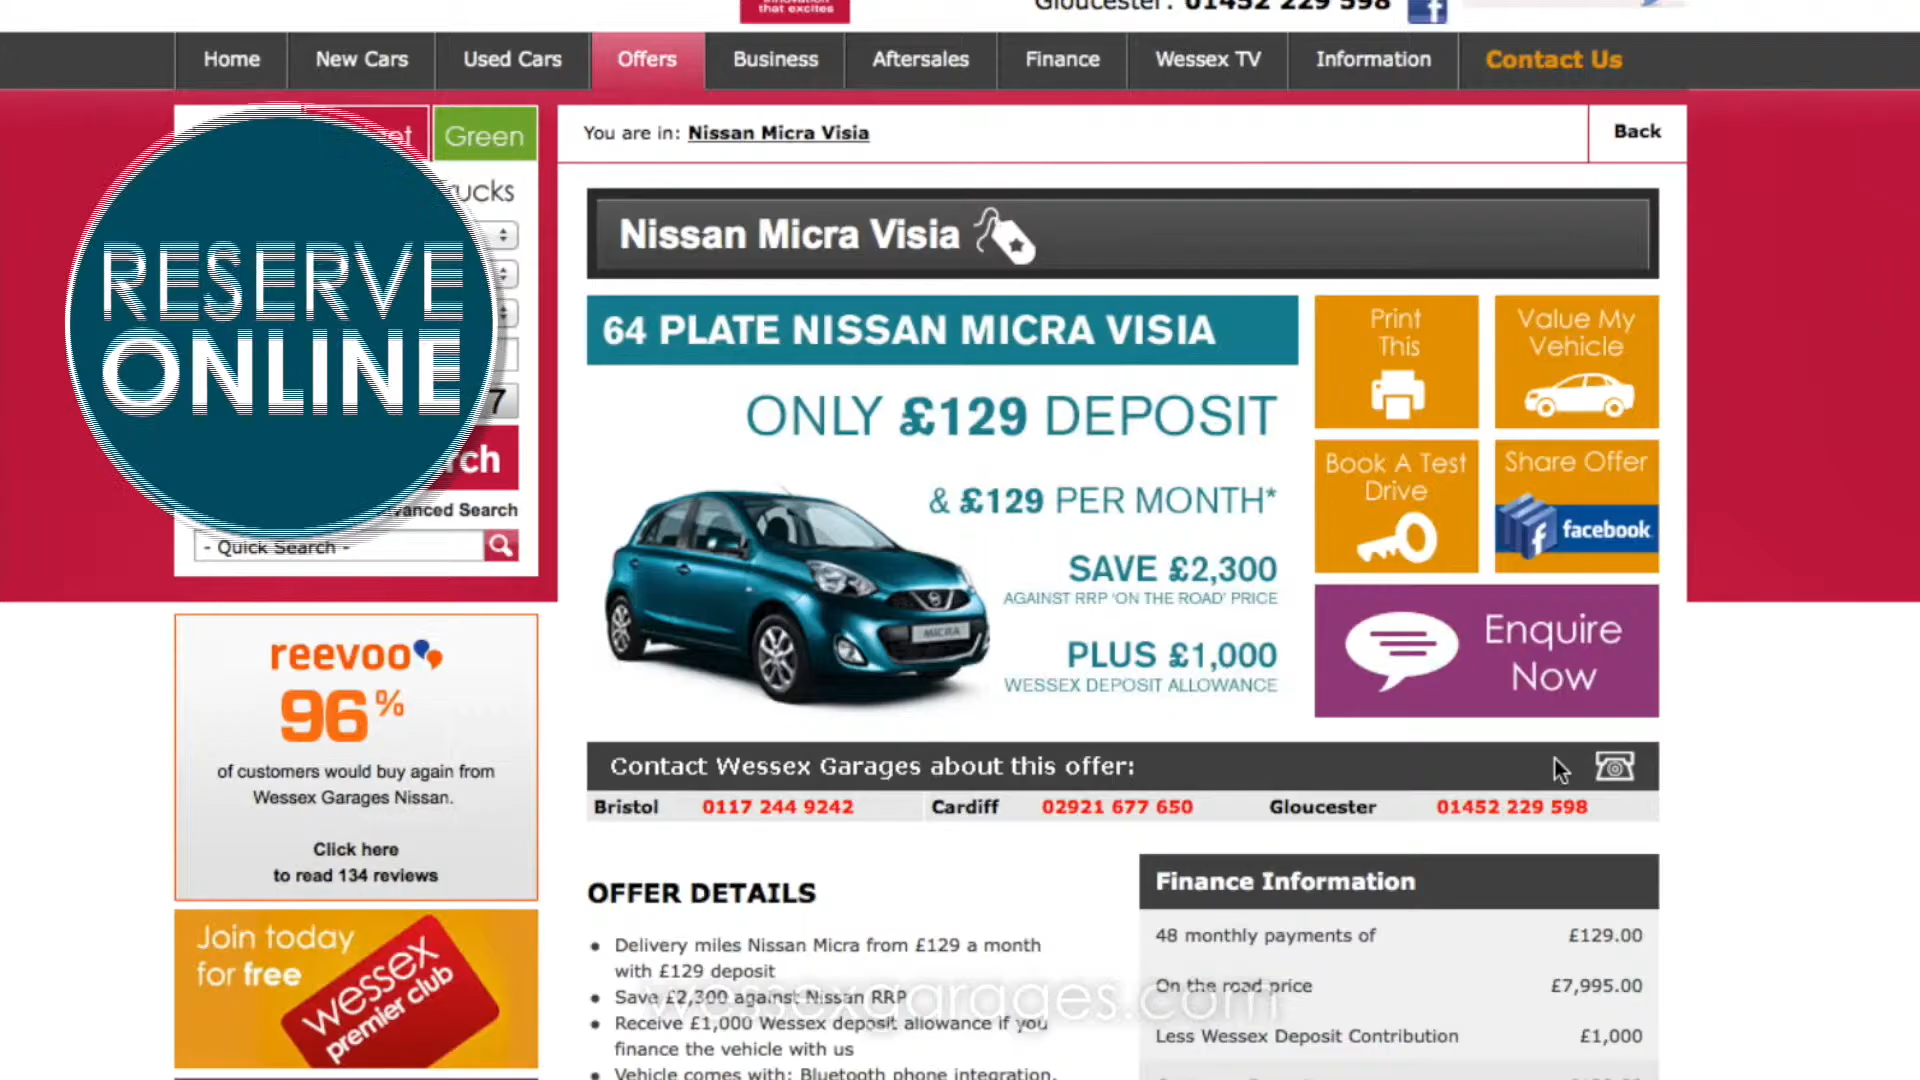 that excites
Gloucester: 01452 229 598
Home
New Cars
Used Cars
Offers
Business
Aftersales
Finance
Wessex TV
Information
Contact Us
Green
RESERVE
ONLINE
- Quick Search -
You are in: Nissan Micra Visia
Back
Nissan Micra Visia
64 PLATE NISSAN MICRA VISIA
ONLY £129 DEPOSIT
& £129 PER MONTH*
SAVE £2,300
AGAINST RRP 'ON THE ROAD' PRICE
PLUS £1,000
WESSEX DEPOSIT ALLOWANCE
MICRA
Print
This
Value My
Vehicle
Book A Test
Drive
Share Offer
facebook
Enquire
Now
Contact Wessex Garages about this offer:
Bristol 0117 244 9242
Cardiff 02921 677 650
Gloucester 01452 229 598
reevoo
96%
of customers would buy again from
Wessex Garages Nissan.
Click here
to read 134 reviews
Join today
for free
wessex
premier club
OFFER DETAILS
Delivery miles Nissan Micra from £129 a month
with £129 deposit
Save £2,300 against Nissan RRP
Receive £1,000 Wessex deposit allowance if you
finance the vehicle with us
Vehicle comes with: Bluetooth phone integration,
Finance Information
48 monthly payments of £129.00
On the road price £7,995.00
Less Wessex Deposit Contribution £1,000
wessexgarages.com